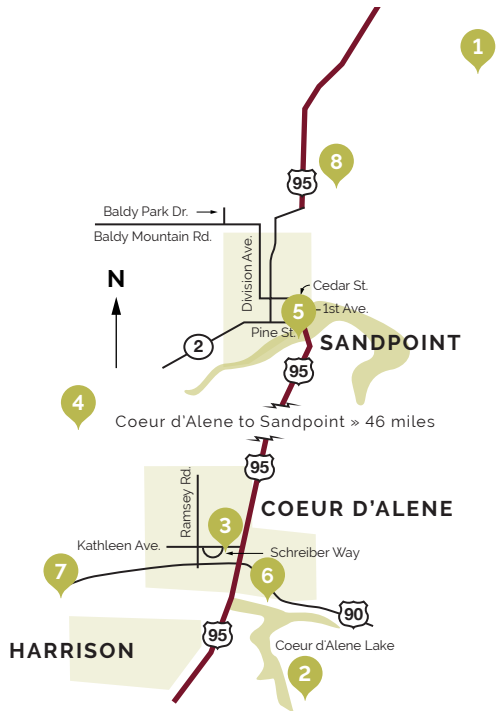 1
8
95
Baldy Park Dr.
Baldy Mountain Rd.
Division Ave.
N
Cedar St.
5
1st Ave.
Pine St.
SANDPOINT
2
95
4
Coeur d'Alene to Sandpoint » 46 miles
95
Ramsey Rd.
COEUR D'ALENE
3
Kathleen Ave.
Schreiber Way
7
6
90
95
HARRISON
Coeur d'Alene Lake
2